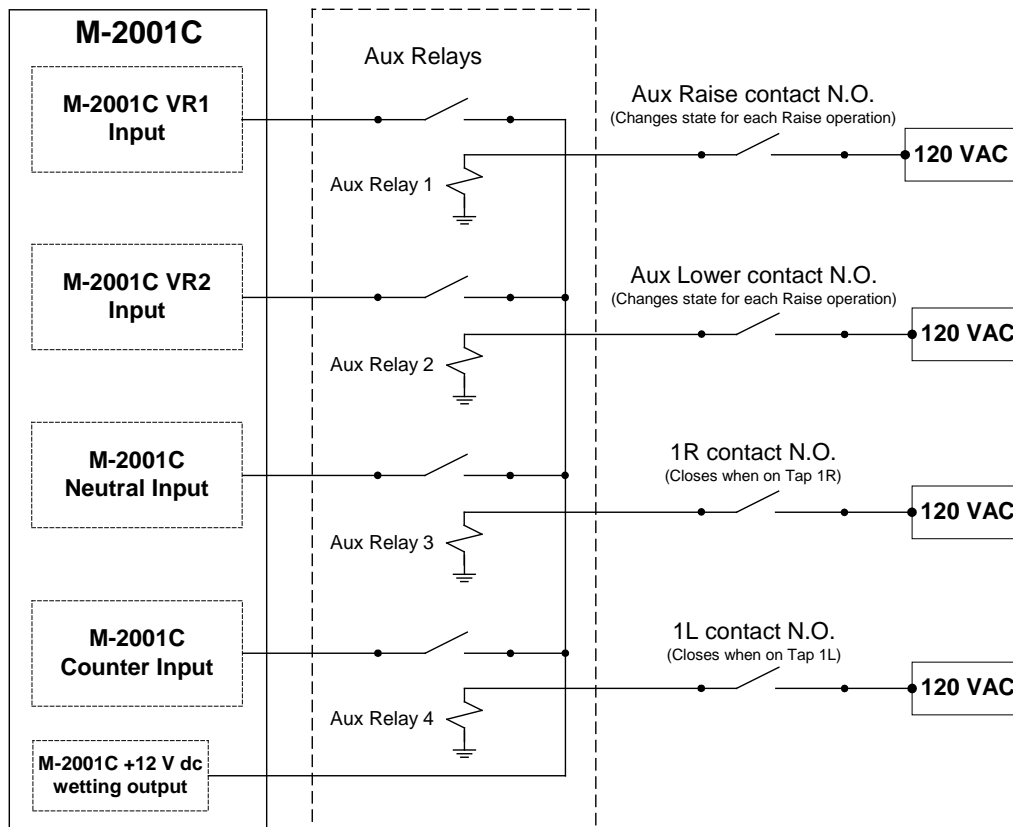 M-2001C
Aux Relays
M-2001C VR1
Input
Aux Raise contact N.O.
(Changes state for each Raise operation)
120 VAC
Aux Relay 1
M-2001C VR2
Input
Aux Lower contact N.O.
(Changes state for each Raise operation)
120 VAC
Aux Relay 2
M-2001C
Neutral Input
1R contact N.O.
(Closes when on Tap 1R)
120 VAC
Aux Relay 3
M-2001C
Counter Input
1L contact N.O.
(Closes when on Tap 1L)
120 VAC
Aux Relay 4
M-2001C +12 V dc
wetting output